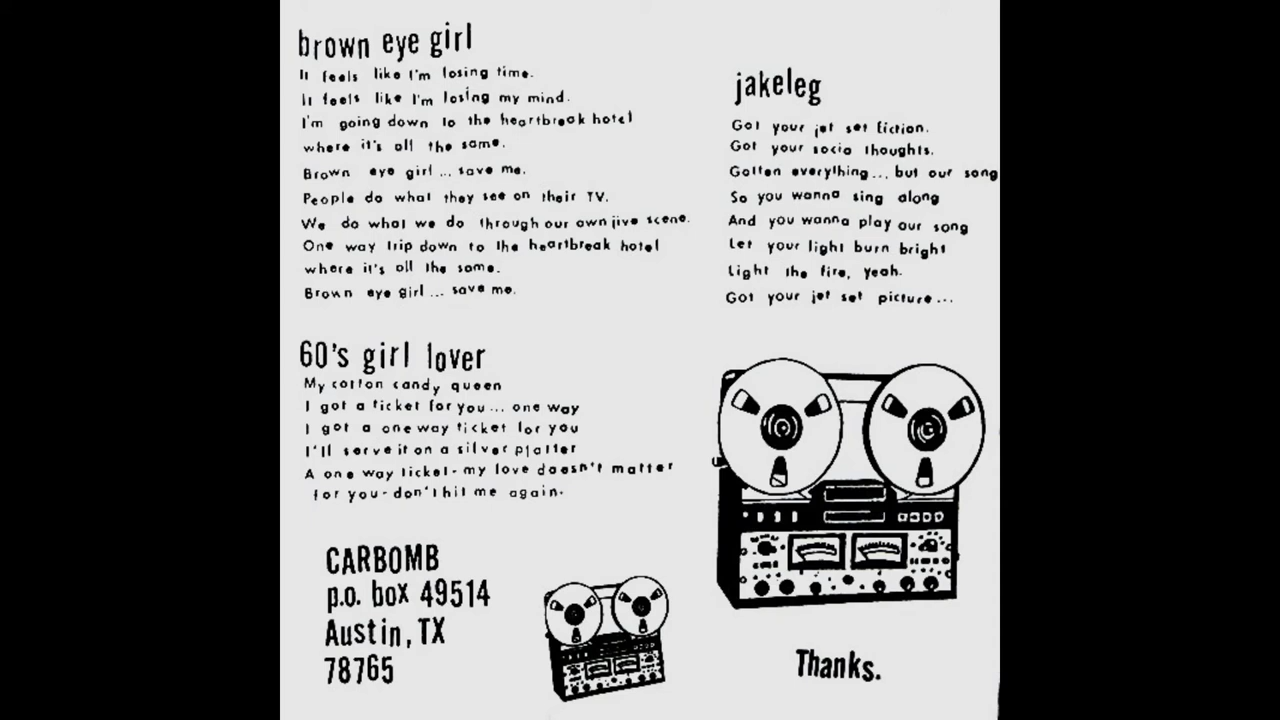 brown eye girl
It feels like I'm losing time.
It feels like I'm losing my mind.
I'm going down to the heartbreak hotel
where it's all the same.
Brown eye girl... save me.
People do what they see on their TV.
We do what we do through our own jive scene.
One way trip down to the heartbreak hotel
where it's all the same.
Brown eye girl... save me.
60's girl lover
My cotton candy queen
I got a ticket for you... one way
I got a one way ticket for you
I'll serve it on a silver platter
A one way ticket - my love doesn't matter
for you - don't hit me again.
CARBOMB
p.o. box 49514
Austin, TX
78765
jakeleg
Got your jet set fiction.
Got your socio thoughts.
Gotten everything... but our song
So you wanna sing along
And you wanna play our song
Let your light burn bright
Light the fire, yeah.
Got your jet set picture...
Thanks.